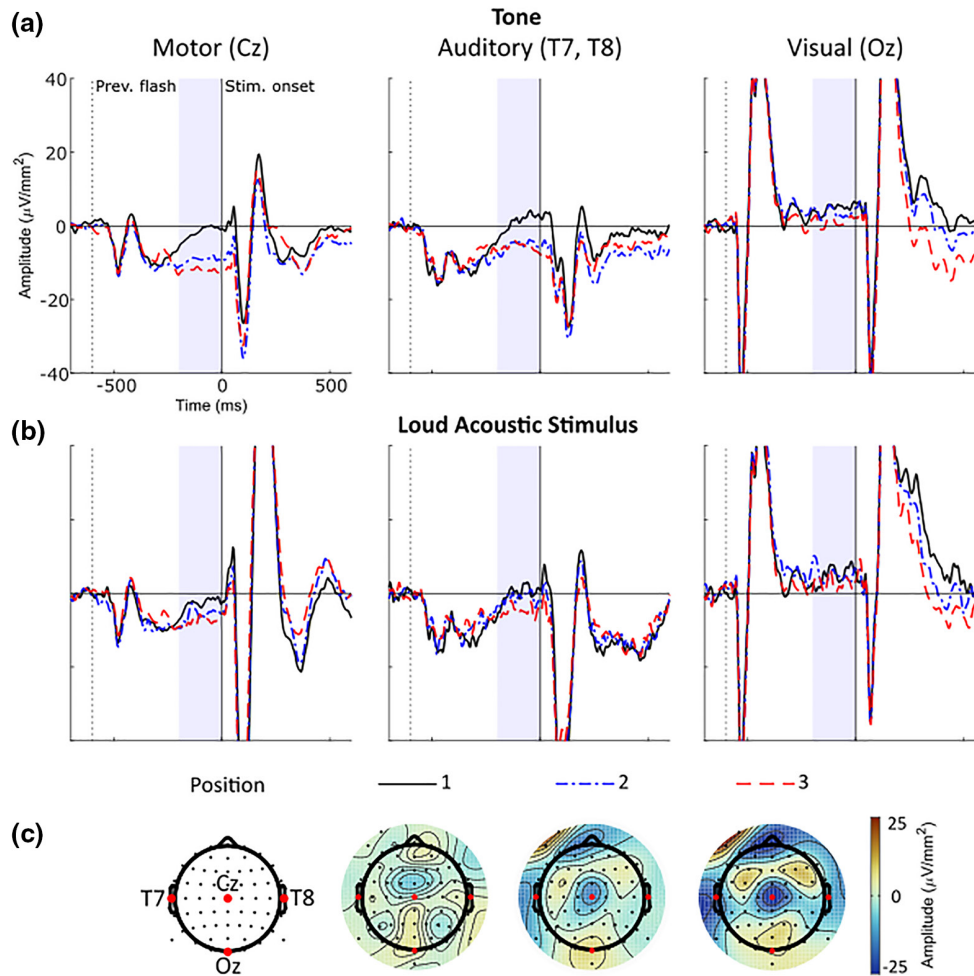 (a)
Tone
Motor (Cz)
Auditory (T7, T8)
Visual (Oz)
Prev. flash
Stim. onset
Amplitude (μV/mm²)
40
20
0
-20
-40
-500
0
500
Time (ms)
(b)
Loud Acoustic Stimulus
Position
1
2
3
(c)
T7
Cz
T8
Oz
25
0
-25
Amplitude (μV/mm²)